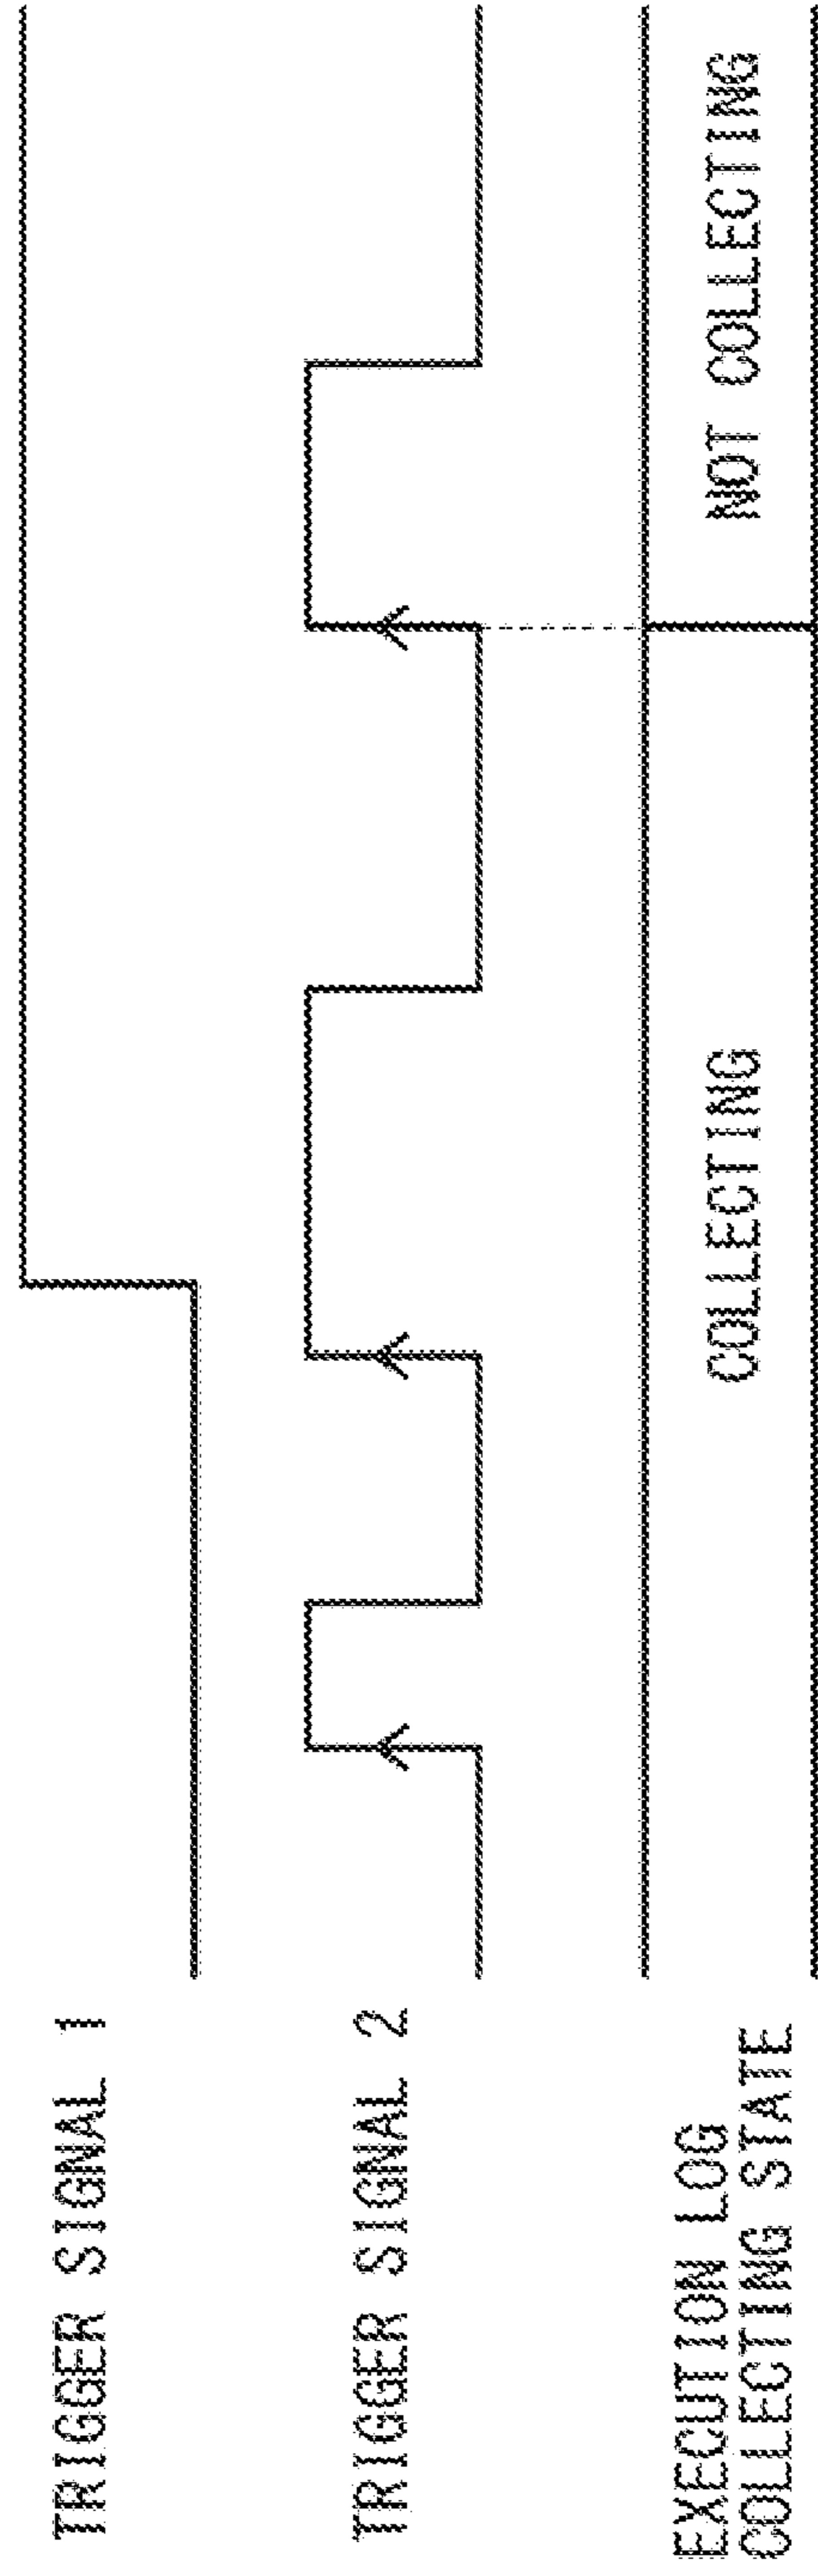 TRIGGER SIGNAL 1
TRIGGER SIGNAL 2
EXECUTION LOG
COLLECTING STATE
COLLECTING
NOT COLLECTING